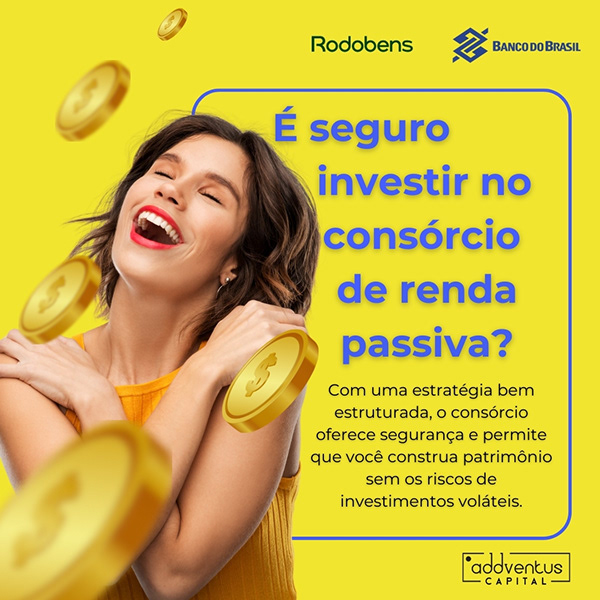 Rodobens
BANCO DO BRASIL
É seguro
investir no
consórcio
de renda
passiva?
Com uma estratégia bem
estruturada, o consórcio
oferece segurança e permite
que você construa patrimônio
sem os riscos de
investimentos voláteis.
addventus
CAPITAL